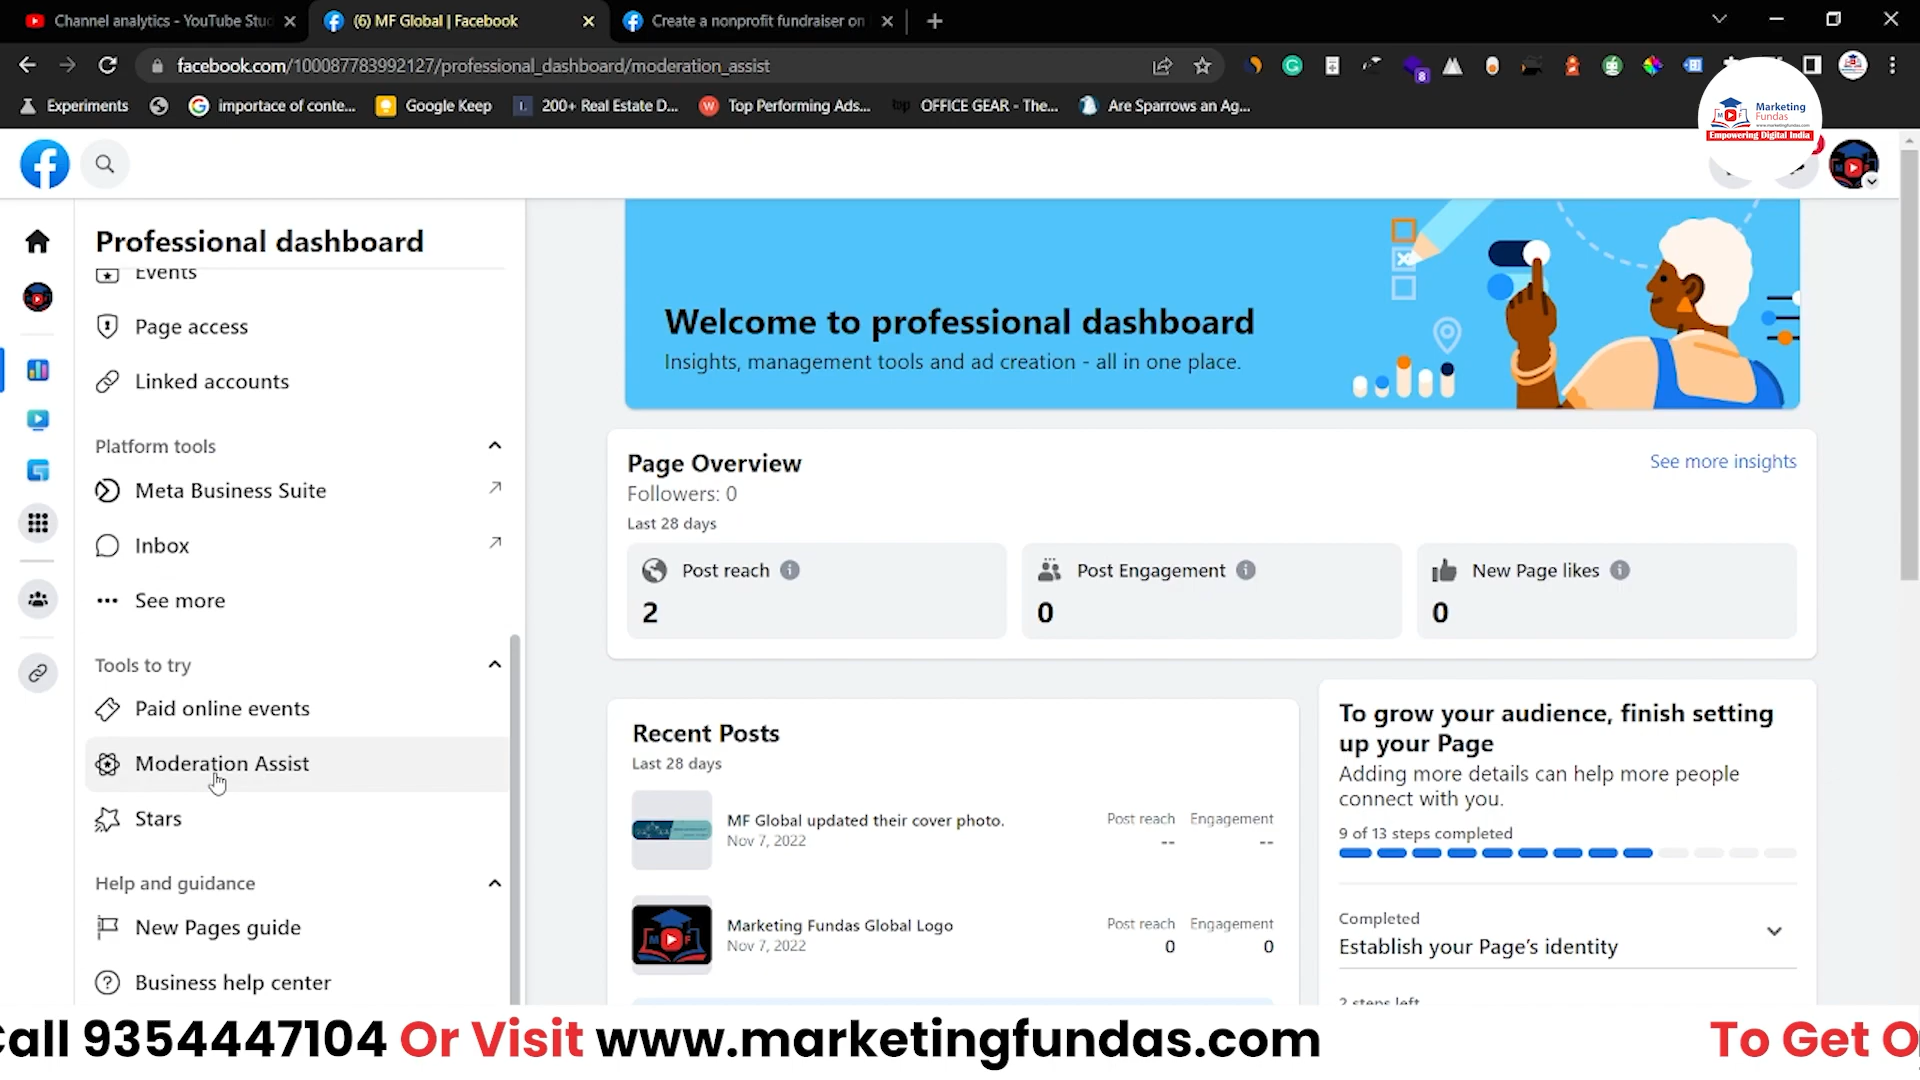 Channel analytics - YouTube Stud
(6) MF Global | Facebook
Create a nonprofit fundraiser on
facebook.com/100087783992127/professional_dashboard/moderation_assist
8
Experiments
importace of conte...
Google Keep
200+ Real Estate D...
Top Performing Ads...
top
OFFICE GEAR - The...
Are Sparrows an Ag...
Marketing
Fundas
Empowering Digital India
Professional dashboard
Events
Page access
Linked accounts
Platform tools
Meta Business Suite
Inbox
See more
Tools to try
Paid online events
Moderation Assist
Stars
Help and guidance
New Pages guide
Business help center
Welcome to professional dashboard
Insights, management tools and ad creation - all in one place.
Page Overview
See more insights
Followers: 0
Last 28 days
Post reach
2
Post Engagement
0
New Page likes
0
Recent Posts
Last 28 days
MF Global updated their cover photo.
Nov 7, 2022
Post reach Engagement
-- --
M F
Marketing Fundas Global Logo
Nov 7, 2022
Post reach Engagement
0 0
To grow your audience, finish setting
up your Page
Adding more details can help more people
connect with you.
9 of 13 steps completed
Completed
Establish your Page's identity
2 steps left
Call 9354447104 Or Visit www.marketingfundas.com
To Get O